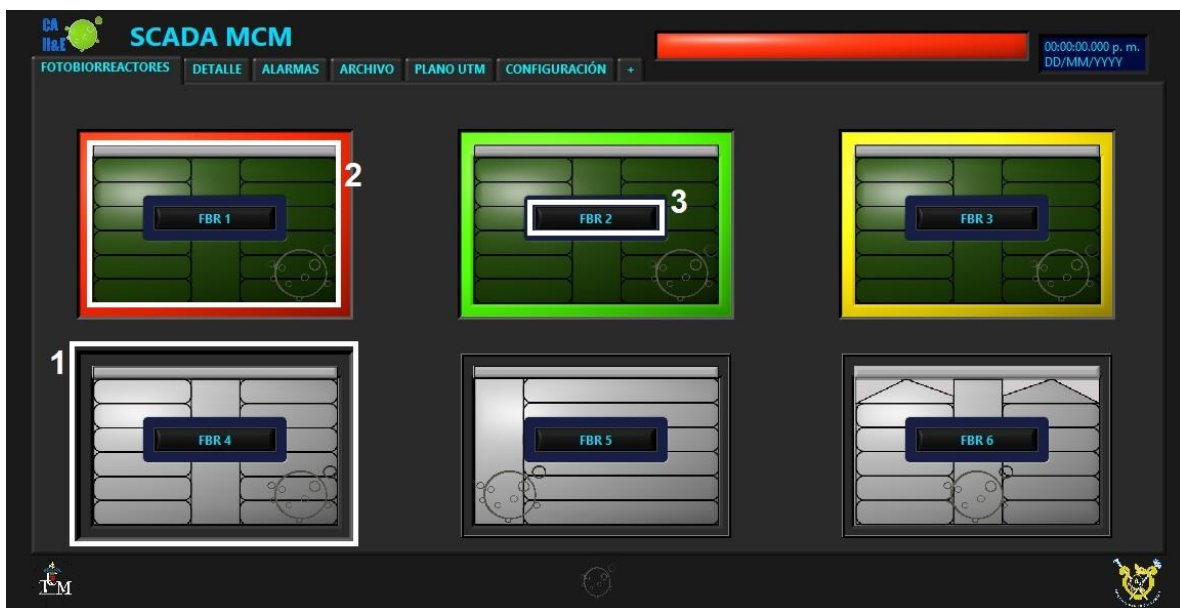 CA
II&E
SCADA MCM
00:00:00.000 p. m.
DD/MM/YYYY
FOTOBIORREACTORES DETALLE ALARMAS ARCHIVO PLANO UTM CONFIGURACIÓN +
2
3
FBR 1 FBR 2 FBR 3
1
FBR 4 FBR 5 FBR 6